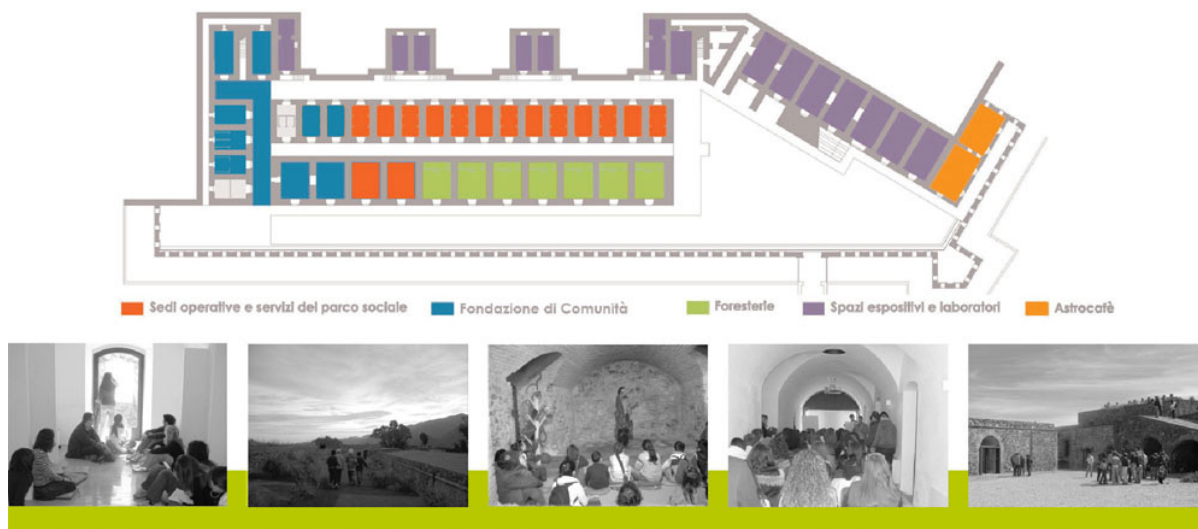 Sedi operative e servizi del parco sociale
Fondazione di Comunità
Foresterie
Spazi espositivi e laboratori
Astrocafè